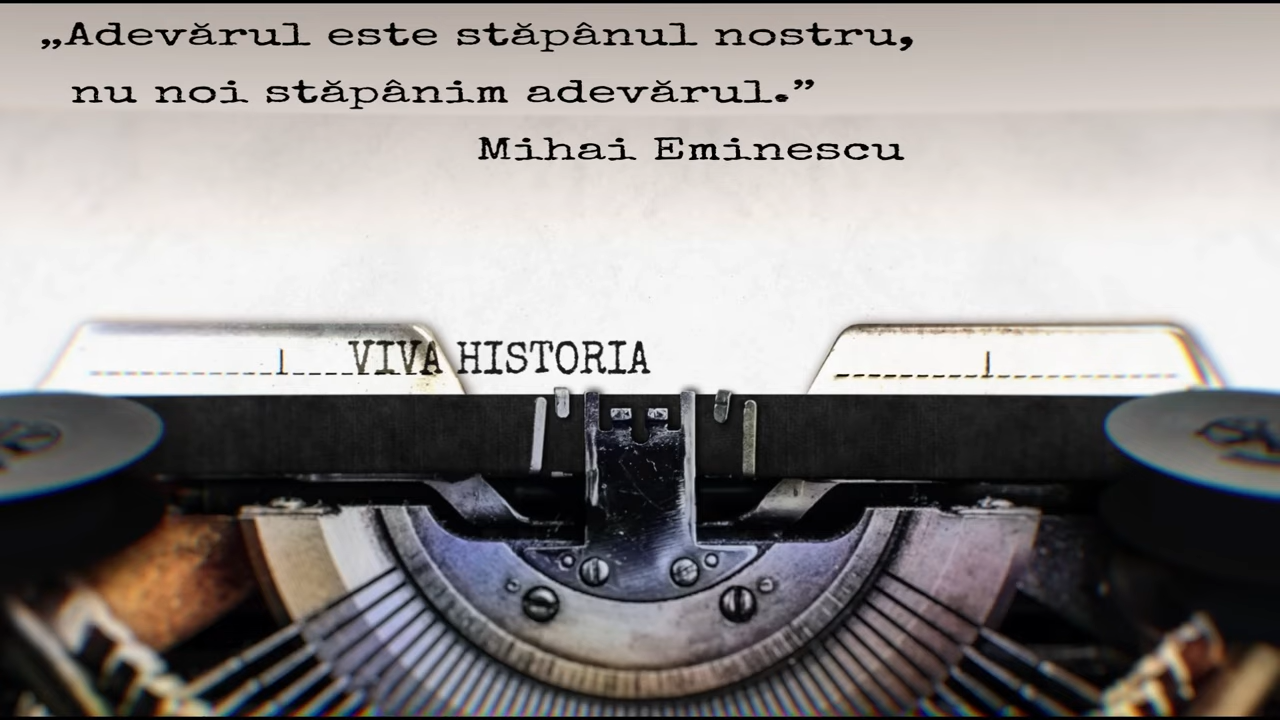 „Adevărul este stăpânul nostru,
nu noi stăpânim adevărul.”
Mihai Eminescu
VIVA HISTORIA